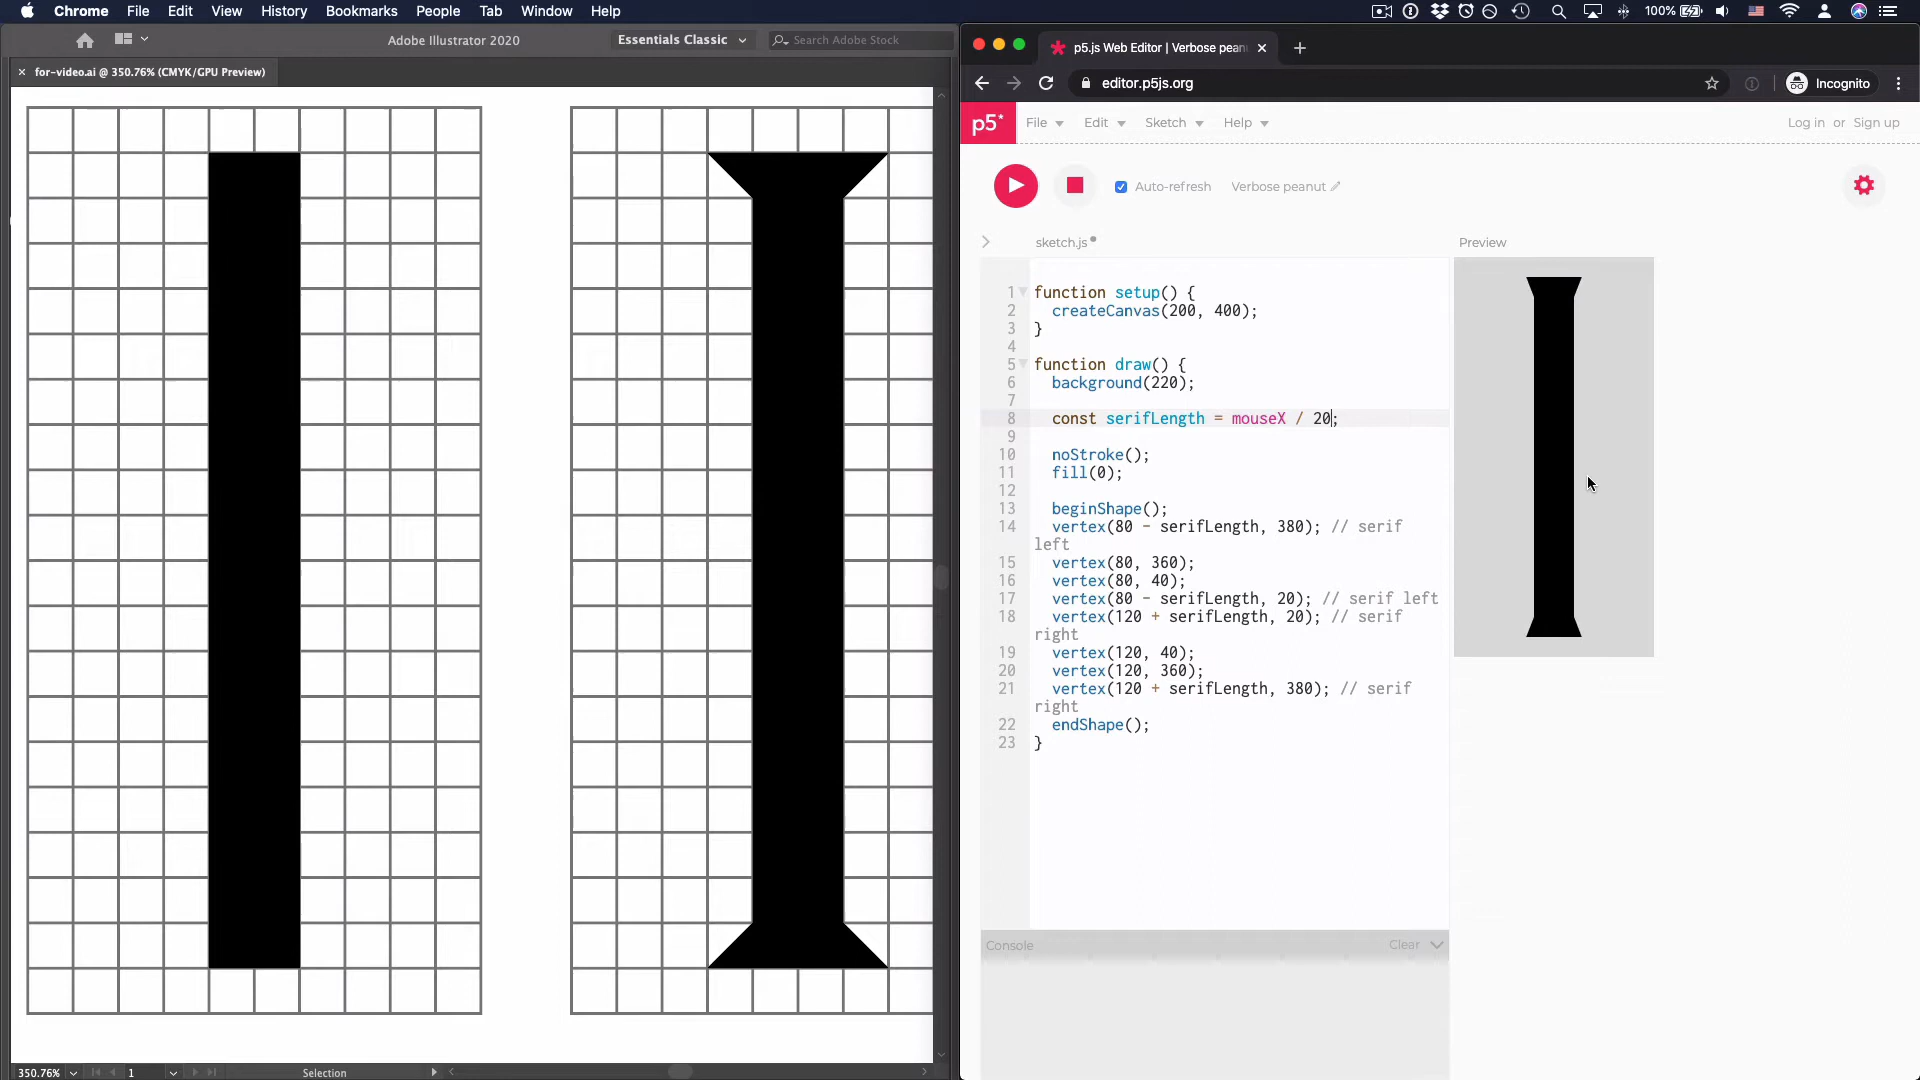 Chrome File Edit View History Bookmarks People Tab Window Help 100%
Adobe Illustrator 2020 Essentials Classic Search Adobe Stock
× for-video.ai @ 350.76% (CMYK/GPU Preview)
350.76% 1 Selection
p5.js Web Editor | Verbose peanu × +
editor.p5js.org Incognito
p5* File Edit Sketch Help Log in or Sign up
Auto-refresh Verbose peanut
sketch.js Preview
1 function setup() {
2 createCanvas(200, 400);
3 }
4
5 function draw() {
6 background(220);
7
8 const serifLength = mouseX / 20;
9
10 noStroke();
11 fill(0);
12
13 beginShape();
14 vertex(80 - serifLength, 380); // serif
left
15 vertex(80, 360);
16 vertex(80, 40);
17 vertex(80 - serifLength, 20); // serif left
18 vertex(120 + serifLength, 20); // serif
right
19 vertex(120, 40);
20 vertex(120, 360);
21 vertex(120 + serifLength, 380); // serif
right
22 endShape();
23 }
Console Clear